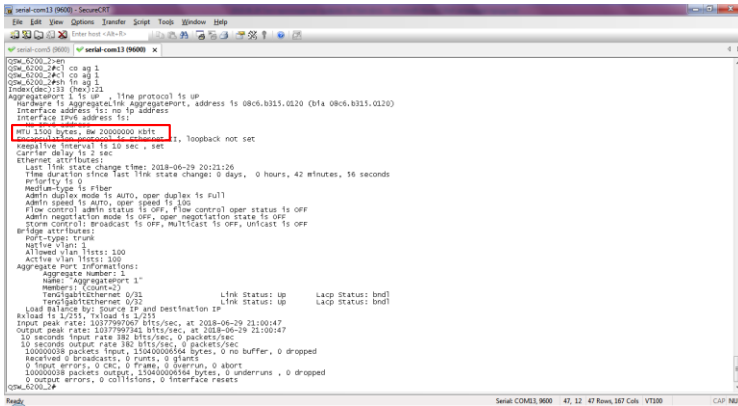 serial-com13 (9600) - SecureCRT
File Edit View Options Transfer Script Tools Window Help
Enter host <Alt+R>
serial-com5 (9600) serial-com13 (9600) x
QSW_6200_2>en
QSW_6200_2#cl co ag 1
QSW_6200_2#cl co ag 1
QSW_6200_2#sh in ag 1
Index(dec):33 (hex):21
AggregatePort 1 is UP , line protocol is UP
Hardware is AggregateLink AggregatePort, address is 08c6.b315.0120 (bia 08c6.b315.0120)
Interface address is: no ip address
Interface IPv6 address is:
No IPv6 address
MTU 1500 bytes, BW 20000000 Kbit
Encapsulation protocol is Ethernet-II, loopback not set
Keepalive interval is 10 sec , set
Carrier delay is 2 sec
Ethernet attributes:
Last link state change time: 2018-06-29 20:21:26
Time duration since last link state change: 0 days, 0 hours, 42 minutes, 56 seconds
Priority is 0
Medium-type is Fiber
Admin duplex mode is AUTO, oper duplex is Full
Admin speed is AUTO, oper speed is 10G
Flow control admin status is OFF, flow control oper status is OFF
Admin negotiation mode is OFF, oper negotiation state is OFF
Storm Control: Broadcast is OFF, Multicast is OFF, Unicast is OFF
Bridge attributes:
Port-type: trunk
Native vlan: 1
Allowed vlan lists: 100
Active vlan lists: 100
Aggregate Port Informations:
Aggregate Number: 1
Name: "AggregatePort 1"
Members: (count=2)
TenGigabitEthernet 0/31 Link Status: Up Lacp Status: bndl
TenGigabitEthernet 0/32 Link Status: Up Lacp Status: bndl
Load Balance by: Source IP and Destination IP
Rxload is 1/255, Txload is 1/255
Input peak rate: 10377997067 bits/sec, at 2018-06-29 21:00:47
Output peak rate: 10377997341 bits/sec, at 2018-06-29 21:00:47
10 seconds input rate 382 bits/sec, 0 packets/sec
10 seconds output rate 382 bits/sec, 0 packets/sec
100000038 packets input, 150400006564 bytes, 0 no buffer, 0 dropped
Received 0 broadcasts, 0 runts, 0 giants
0 input errors, 0 CRC, 0 frame, 0 overrun, 0 abort
100000038 packets output, 150400006564 bytes, 0 underruns , 0 dropped
0 output errors, 0 collisions, 0 interface resets
QSW_6200_2#
Ready Serial: COM13, 9600 47, 12 47 Rows, 167 Cols VT100 CAP NU